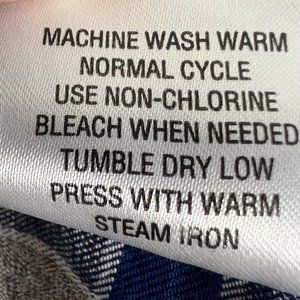 MACHINE WASH WARM
NORMAL CYCLE
USE NON-CHLORINE
BLEACH WHEN NEEDED
TUMBLE DRY LOW
PRESS WITH WARM
STEAM IRON